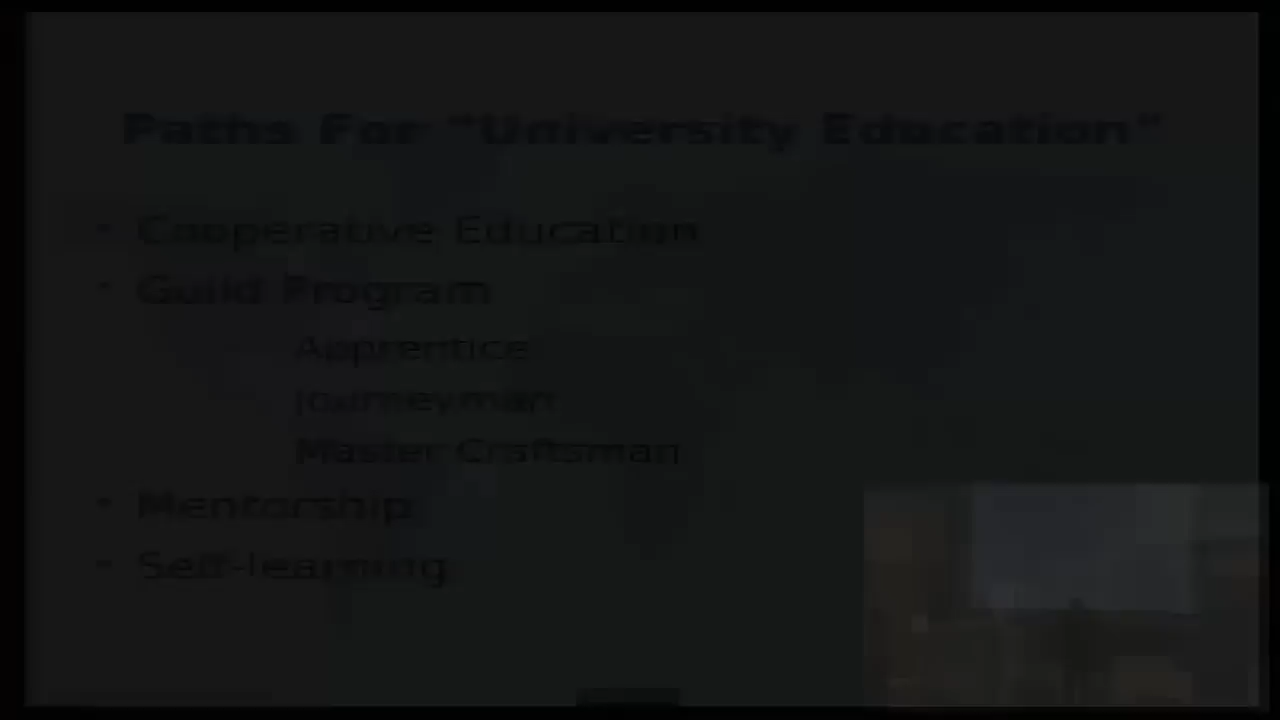 Paths For "University Education"
• Cooperative Education
• Guild Program
Apprentice
Journeyman
Master Craftsman
• Mentorship
• Self-learning